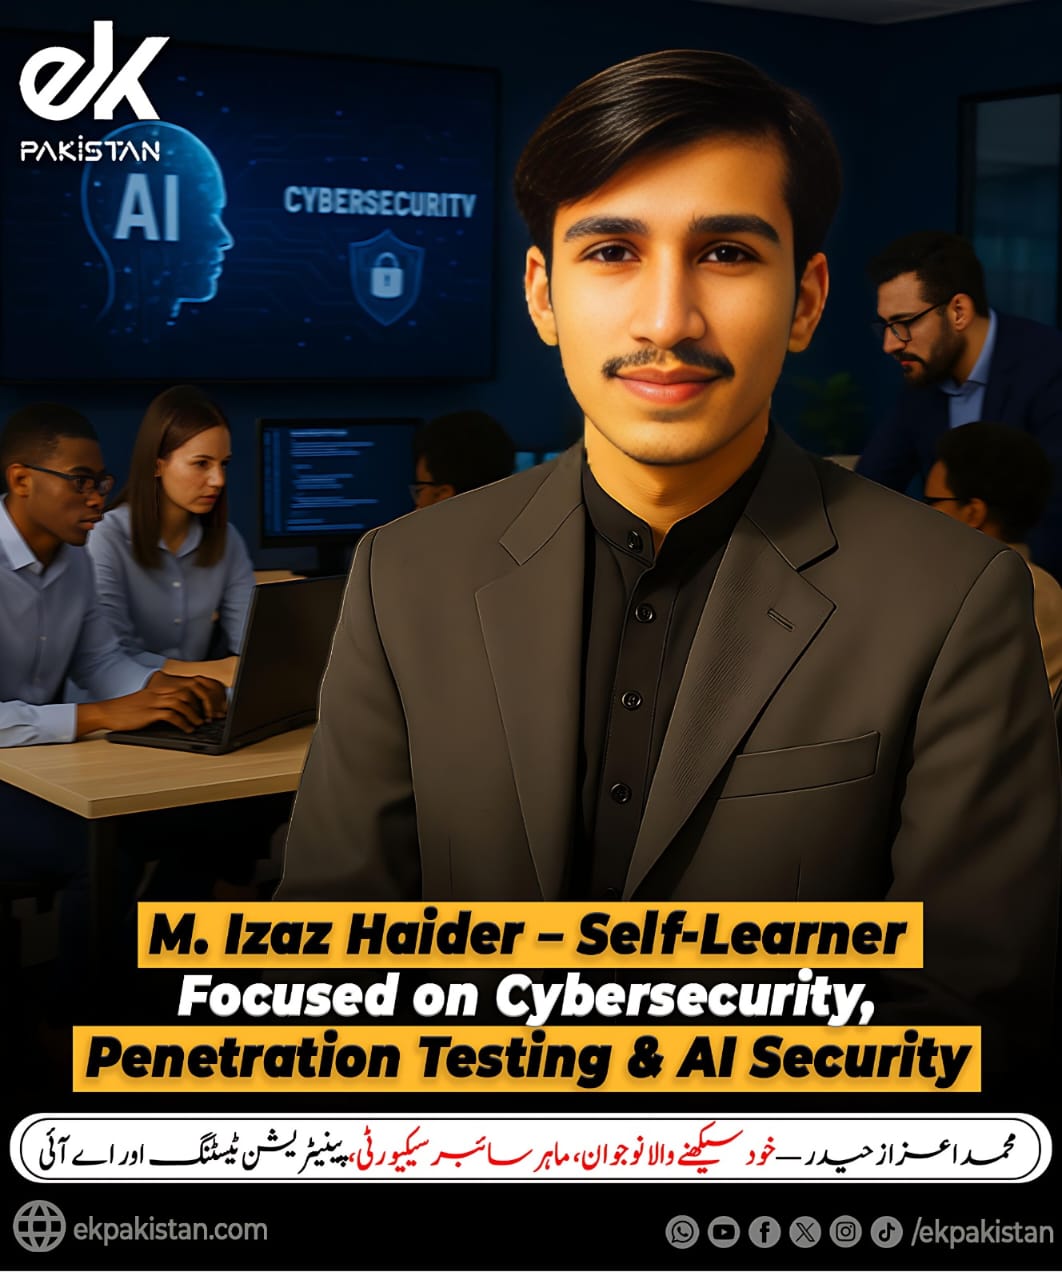 ek
PAKISTAN
AI
CYBERSECURITY
M. Izaz Haider – Self-Learner
Focused on Cybersecurity,
Penetration Testing & AI Security
محمد اعزاز حیدر — خود سیکھنے والا نوجوان، ماہر سائبر سیکیورٹی، پینیٹریشن ٹیسٹنگ اور اے آئی
ekpakistan.com
/ekpakistan